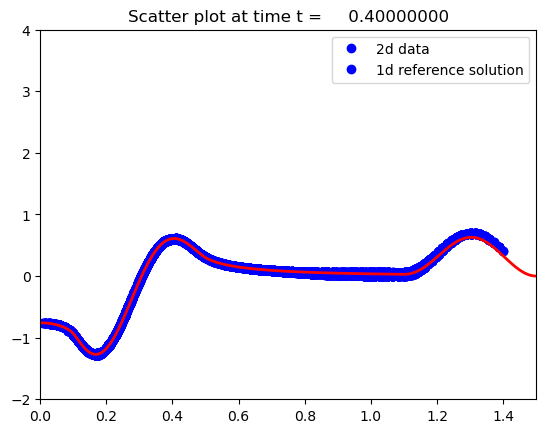 Scatter plot at time t = 0.40000000
2d data
1d reference solution
4
3
2
1
0
−1
−2
0.0 0.2 0.4 0.6 0.8 1.0 1.2 1.4